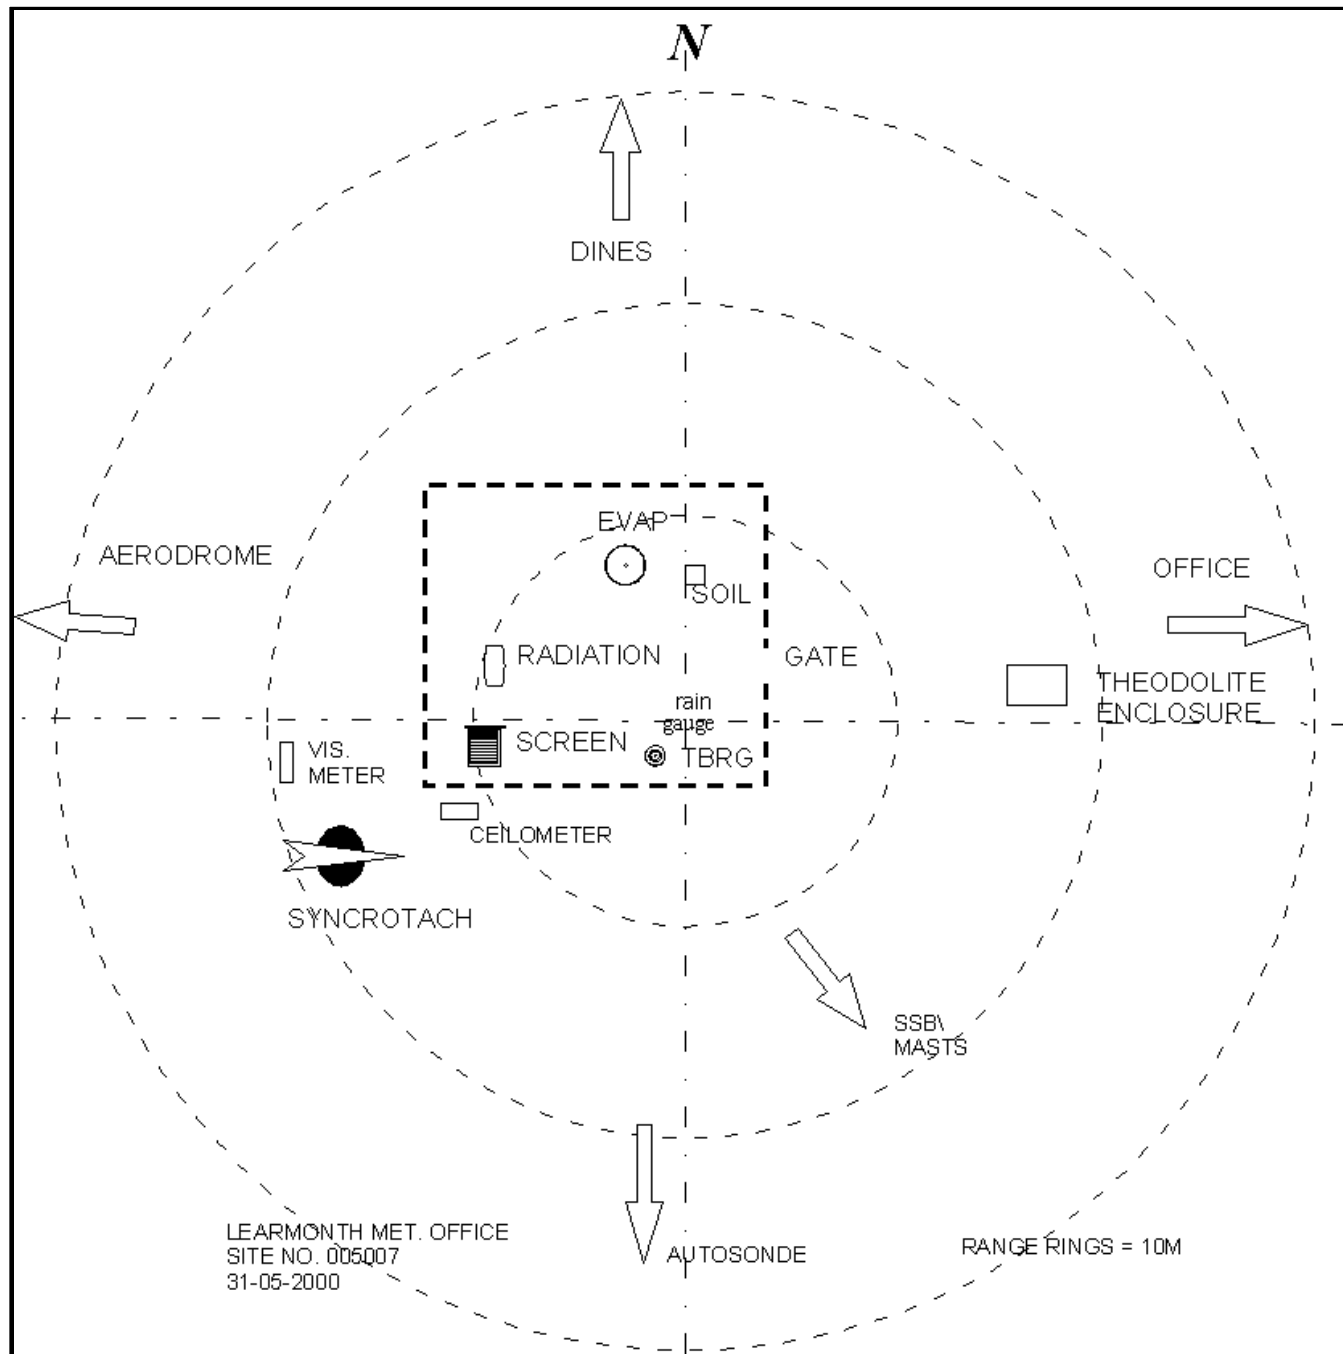 N
DINES
EVAP
AERODROME
OFFICE
SOIL
RADIATION
GATE
THEODOLITE
ENCLOSURE
rain
gauge
SCREEN
TBRG
VIS.
METER
CEILOMETER
SYNCROTACH
SSB\
MASTS
LEARMONTH MET. OFFICE
SITE NO. 005007
31-05-2000
AUTOSONDE
RANGE RINGS = 10M